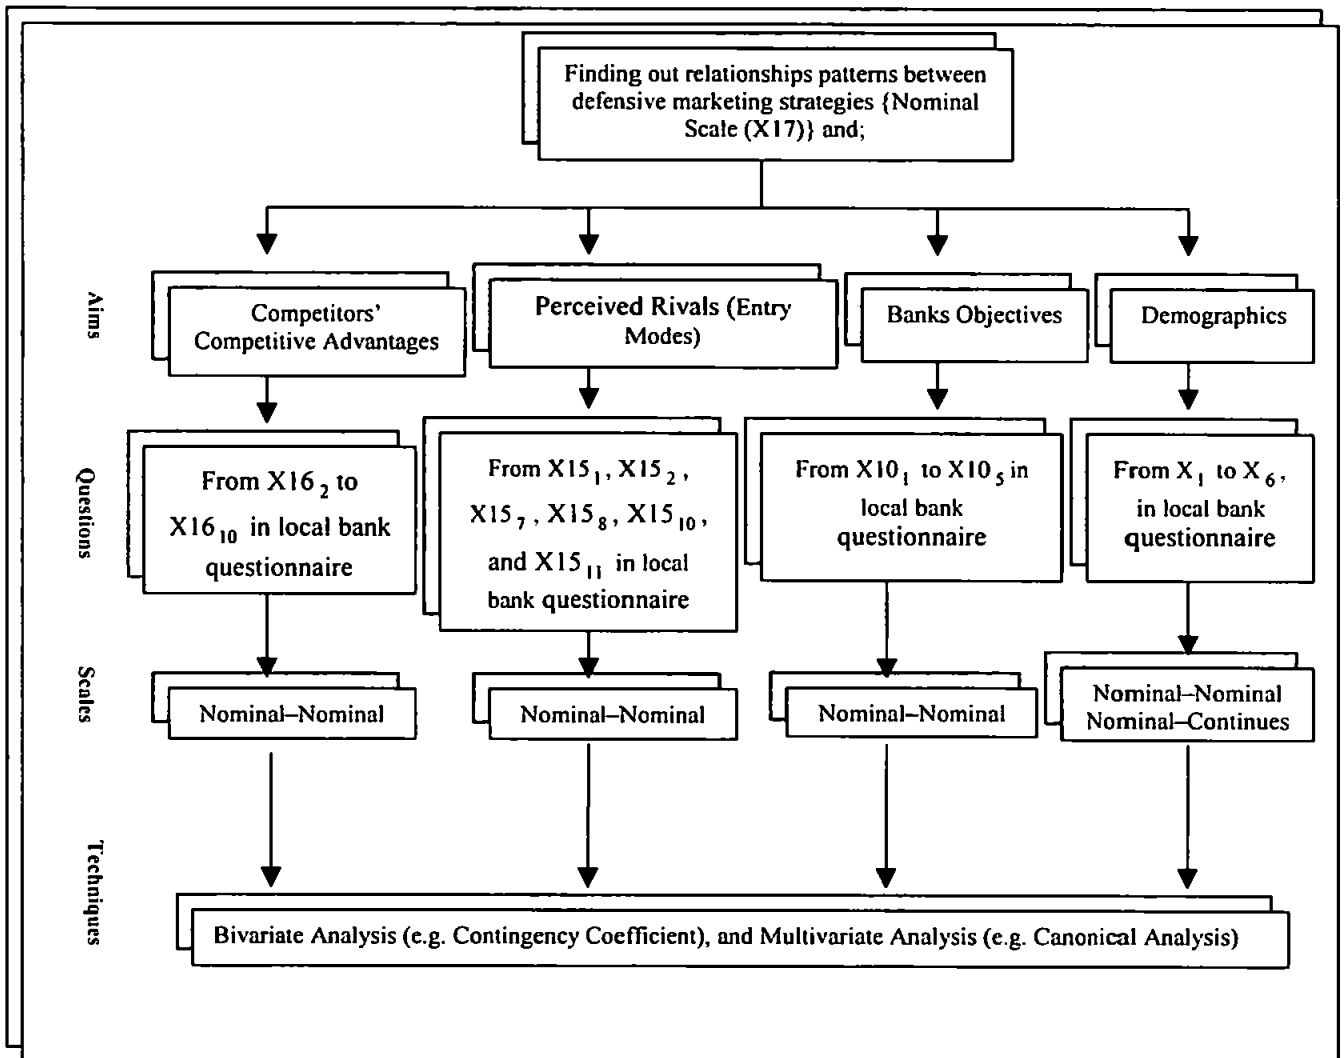 Finding out relationships patterns between
defensive marketing strategies {Nominal
Scale (X17)} and;
Aims
Competitors'
Competitive Advantages
Perceived Rivals (Entry
Modes)
Banks Objectives
Demographics
Questions
From X16₂ to
X16₁₀ in local bank
questionnaire
From X15₁, X15₂,
X15₇, X15₈, X15₁₀,
and X15₁₁ in local
bank questionnaire
From X10₁ to X10₅ in
local bank
questionnaire
From X₁ to X₆,
in local bank
questionnaire
Scales
Nominal–Nominal
Nominal–Nominal
Nominal–Nominal
Nominal–Nominal
Nominal–Continues
Techniques
Bivariate Analysis (e.g. Contingency Coefficient), and Multivariate Analysis (e.g. Canonical Analysis)